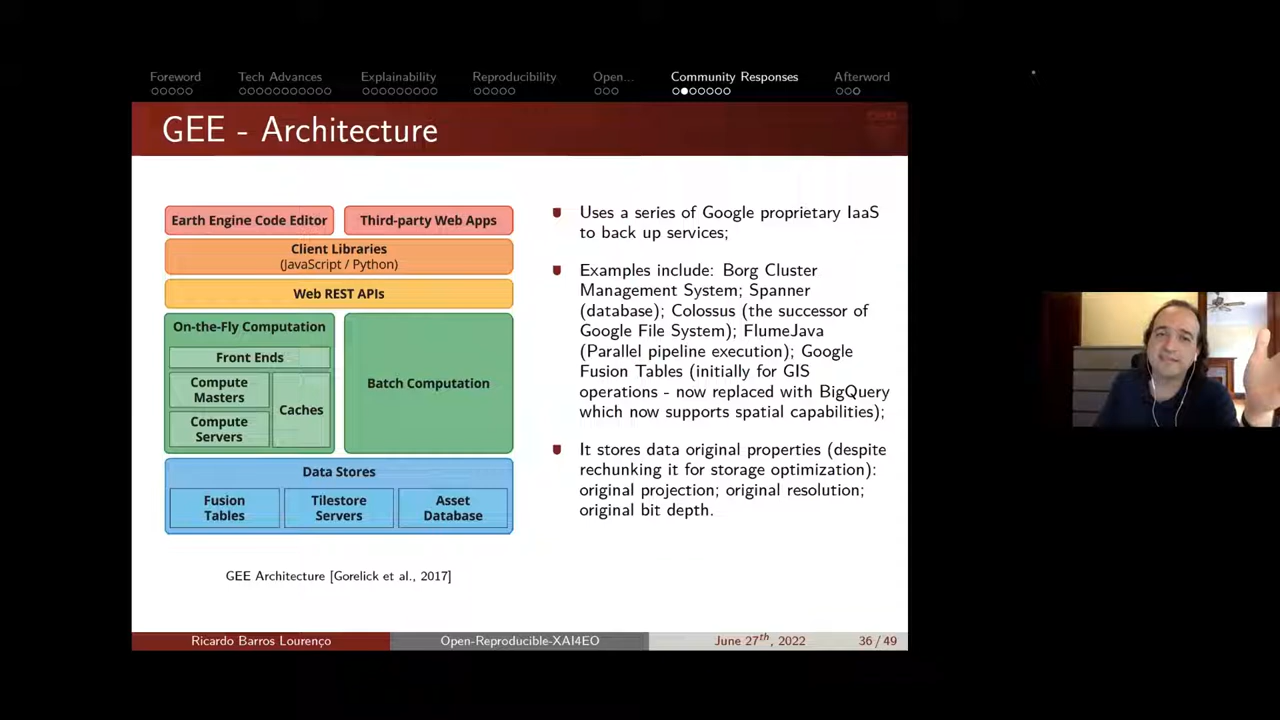 Foreword Tech Advances Explainability Reproducibility Open... Community Responses Afterword
GEE - Architecture
Earth Engine Code Editor
Third-party Web Apps
Client Libraries
(JavaScript / Python)
Web REST APIs
On-the-Fly Computation
Front Ends
Compute
Masters
Compute
Servers
Caches
Batch Computation
Data Stores
Fusion
Tables
Tilestore
Servers
Asset
Database
GEE Architecture [Gorelick et al., 2017]
Uses a series of Google proprietary IaaS
to back up services;
Examples include: Borg Cluster
Management System; Spanner
(database); Colossus (the successor of
Google File System); FlumeJava
(Parallel pipeline execution); Google
Fusion Tables (initially for GIS
operations - now replaced with BigQuery
which now supports spatial capabilities);
It stores data original properties (despite
rechunking it for storage optimization):
original projection; original resolution;
original bit depth.
Ricardo Barros Lourenço Open-Reproducible-XAI4EO June 27th, 2022 36 / 49